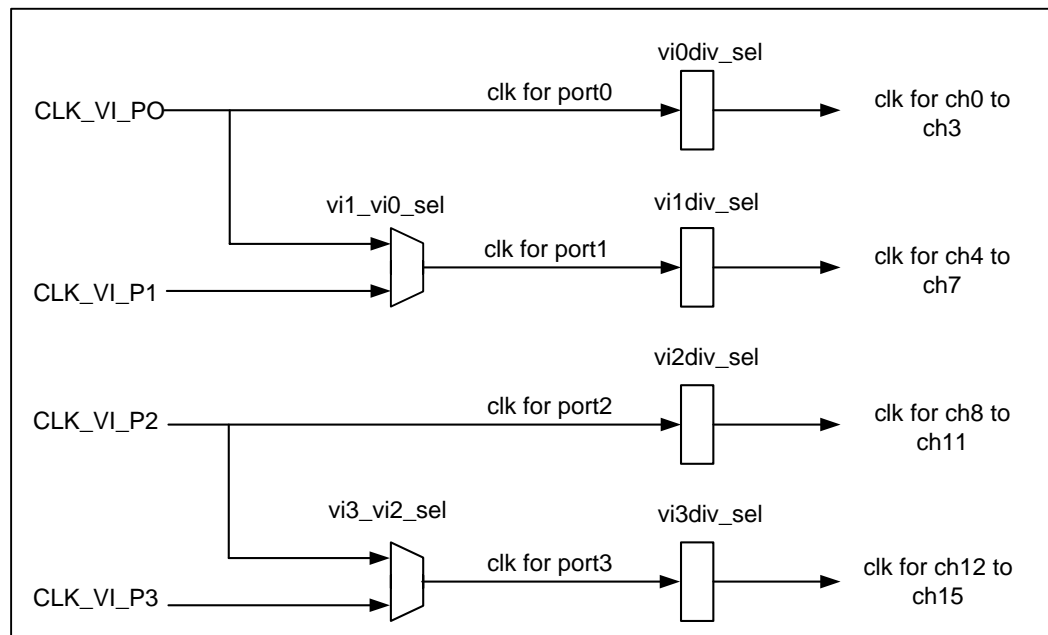 vi0div_sel
CLK_VI_PO
clk for port0
clk for ch0 to
ch3
vi1_vi0_sel
vi1div_sel
CLK_VI_P1
clk for port1
clk for ch4 to
ch7
vi2div_sel
CLK_VI_P2
clk for port2
clk for ch8 to
ch11
vi3_vi2_sel
vi3div_sel
CLK_VI_P3
clk for port3
clk for ch12 to
ch15